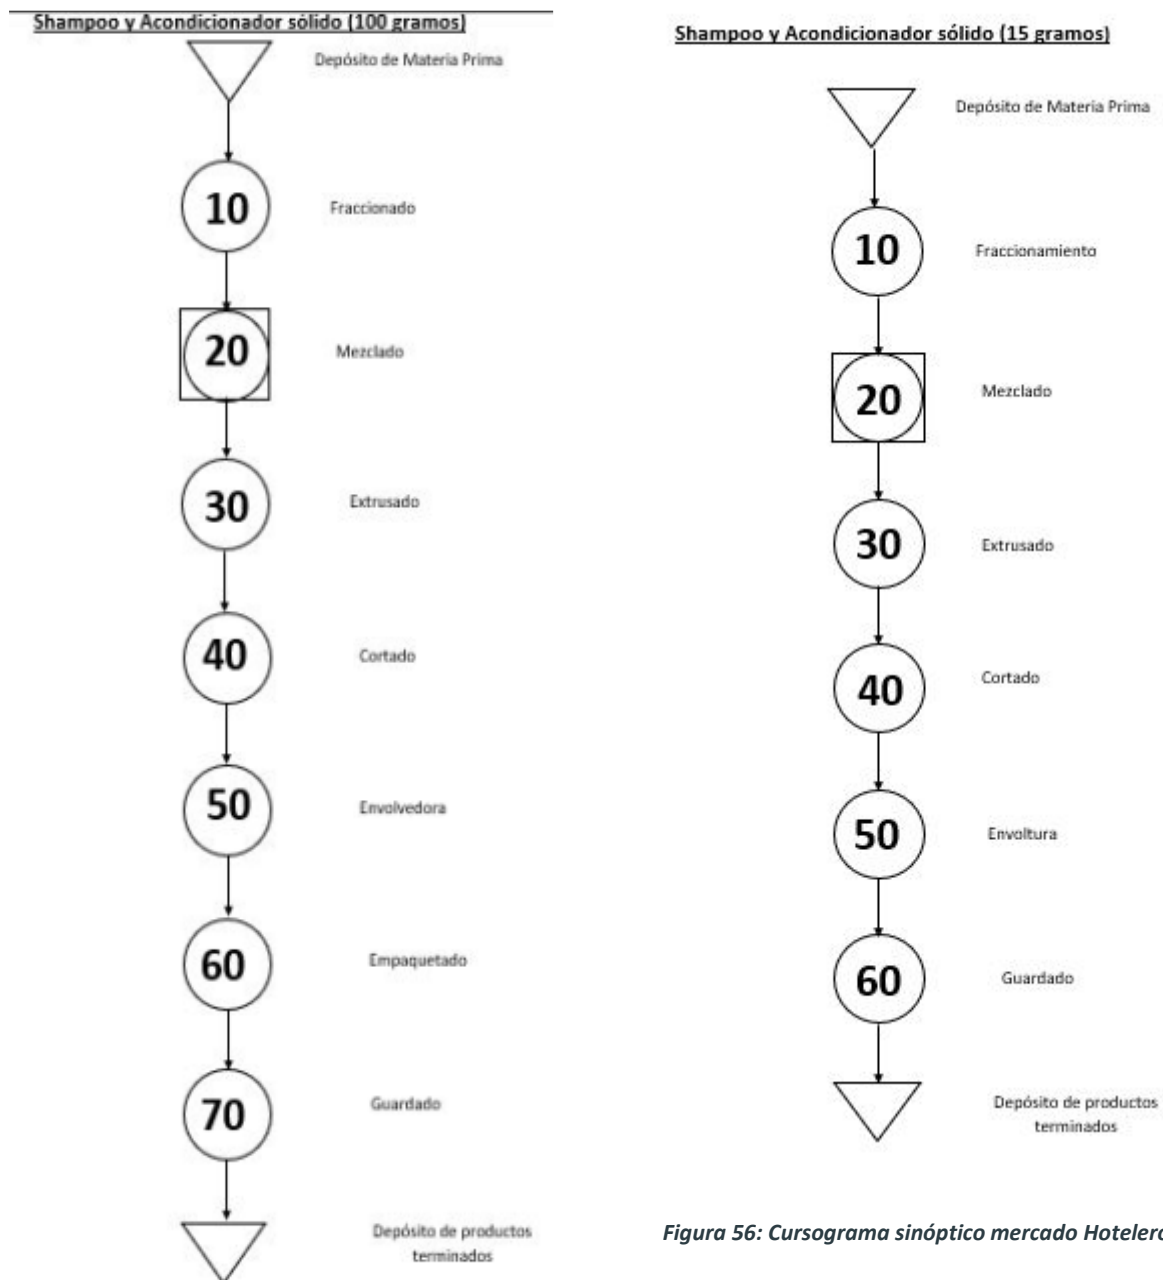 Shampoo y Acondicionador sólido (100 gramos)
Depósito de Materia Prima
10
Fraccionado
20
Mezclado
30
Extrusado
40
Cortado
50
Envolvedora
60
Empaquetado
70
Guardado
Depósito de productos
terminados
Shampoo y Acondicionador sólido (15 gramos)
Depósito de Materia Prima
10
Fraccionamiento
20
Mezclado
30
Extrusado
40
Cortado
50
Envoltura
60
Guardado
Depósito de productos
terminados
Figura 56: Cursograma sinóptico mercado Hotelero